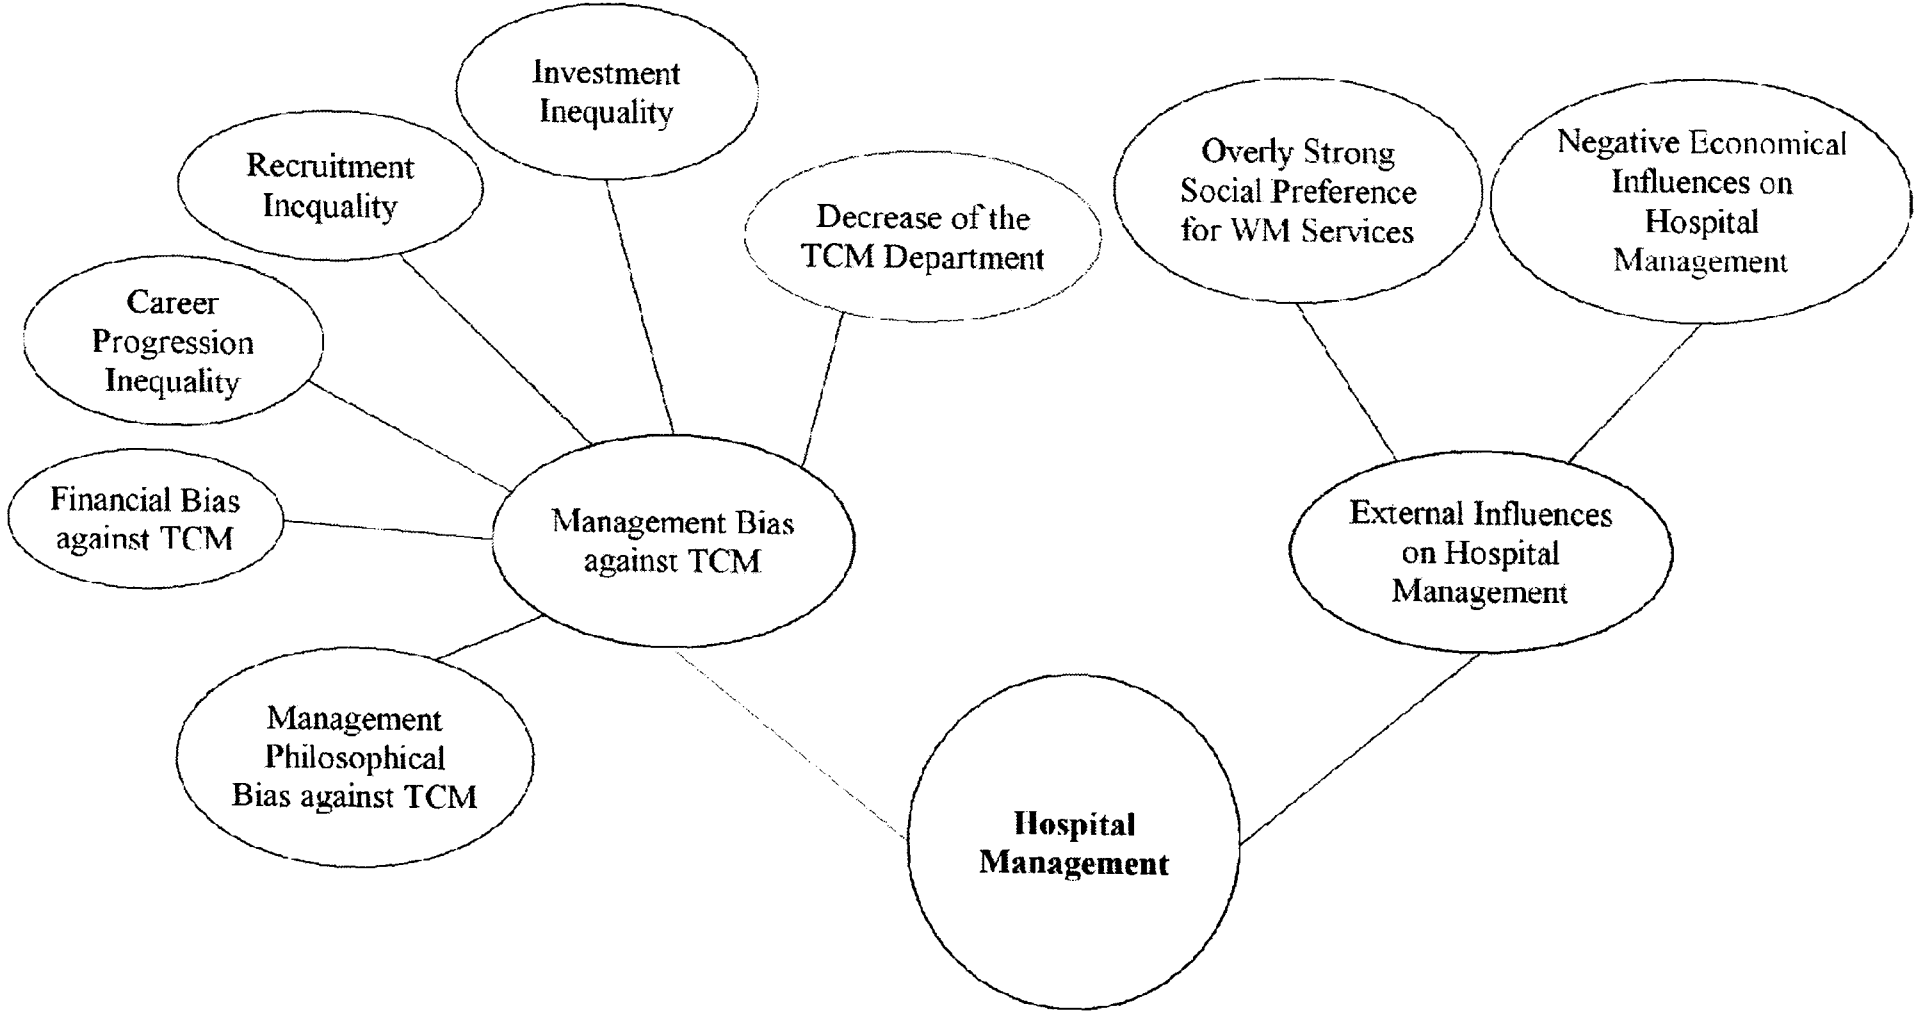 Investment
Inequality
Recruitment
Inequality
Career
Progression
Inequality
Financial Bias
against TCM
Management
Philosophical
Bias against TCM
Decrease of the
TCM Department
Management Bias
against TCM
Overly Strong
Social Preference
for WM Services
Negative Economical
Influences on
Hospital
Management
External Influences
on Hospital
Management
Hospital
Management